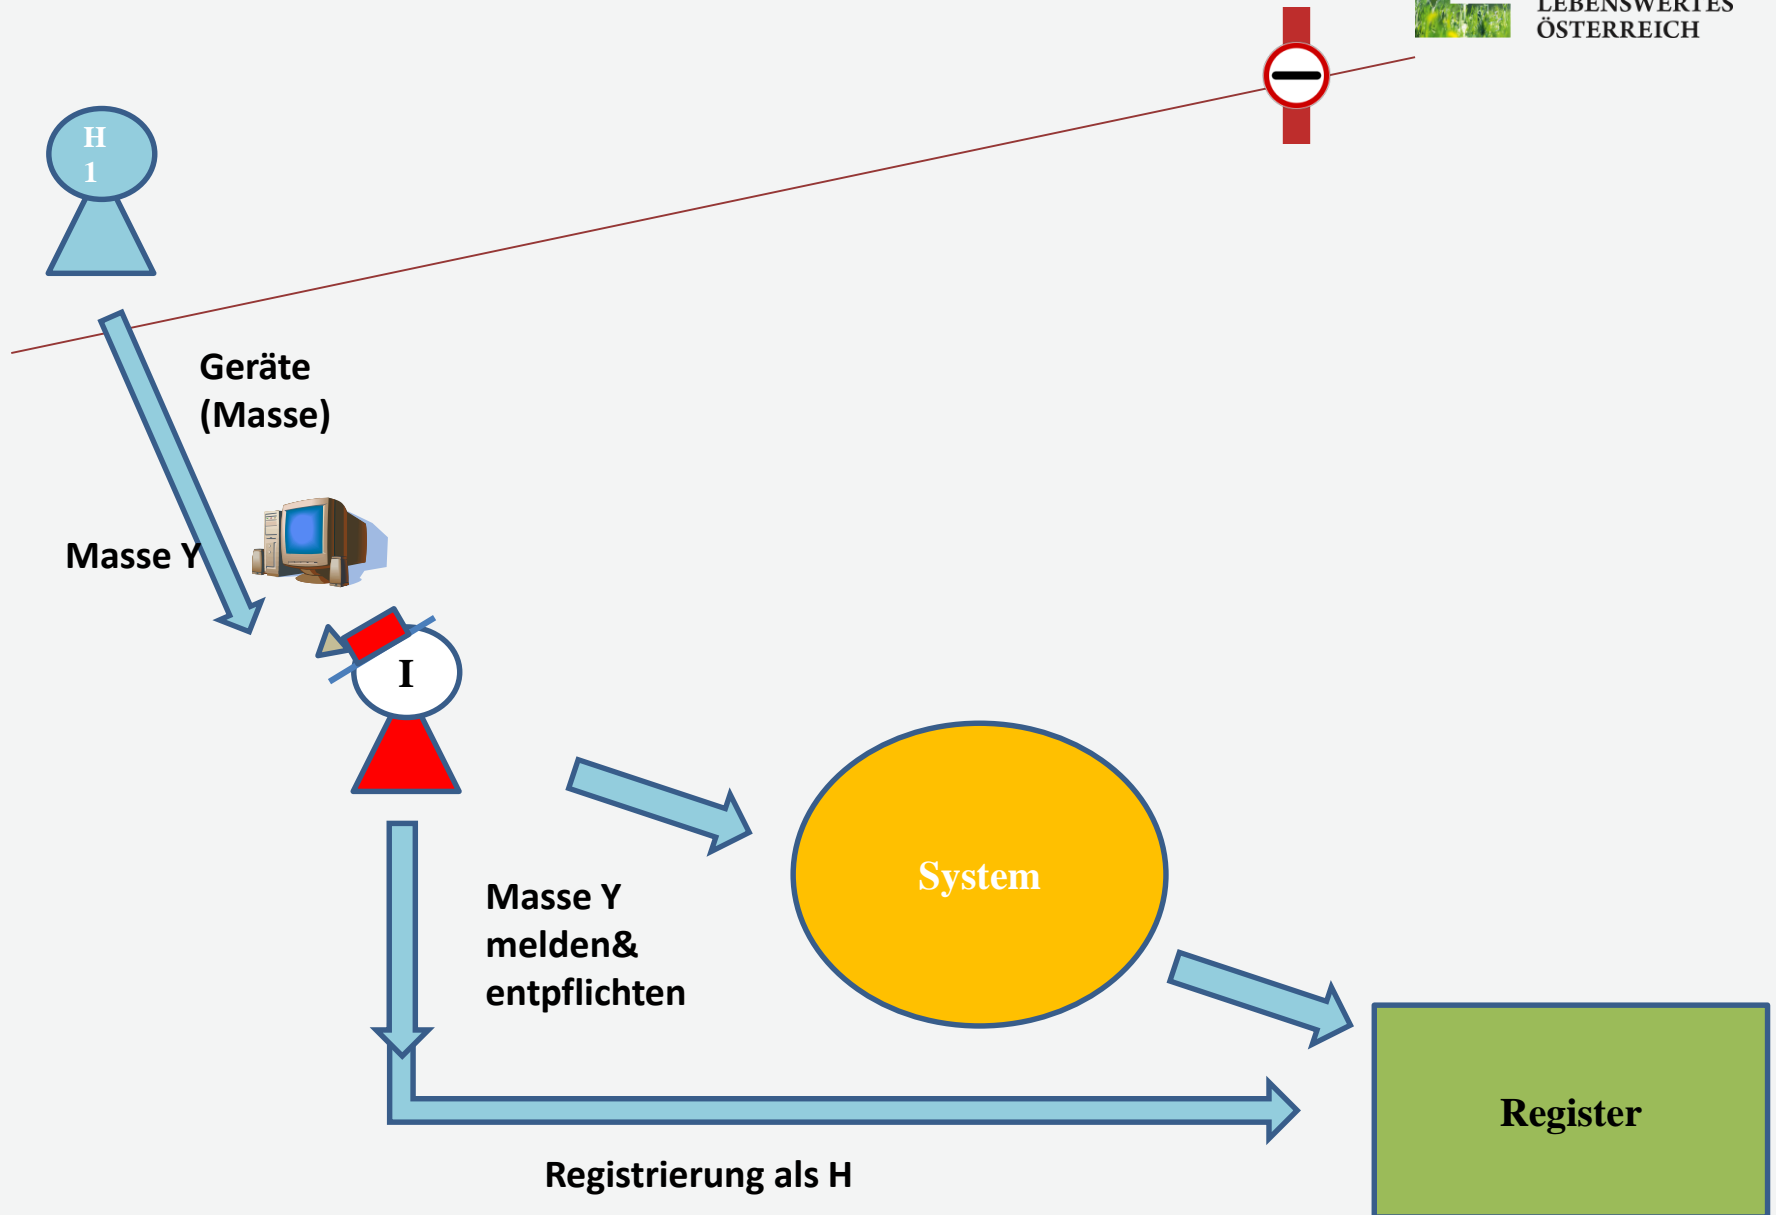 LEBENSWERTES
ÖSTERREICH
H
1
Geräte
(Masse)
Masse Y
I
System
Masse Y
melden&
entpflichten
Register
Registrierung als H